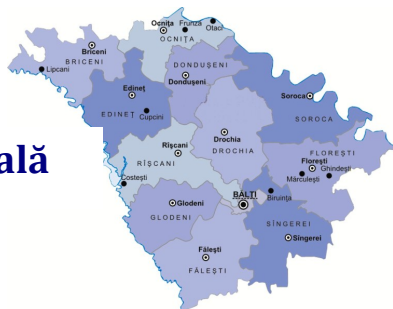 Otaci
Ocnița
Frunza
OCNIȚA
Briceni
BRICENI
DONDUȘENI
Lipcani
Dondușeni
Edineț
Soroca
EDINEȚ
Cupcini
SOROCA
Drochia
DROCHIA
Rîșcani
FLOREȘTI
ală
RÎȘCANI
Florești
Ghindești
Mărculești
Costești
BĂLȚI
Biruința
Glodeni
GLODENI
SÎNGEREI
Sîngerei
Fălești
FĂLEȘTI